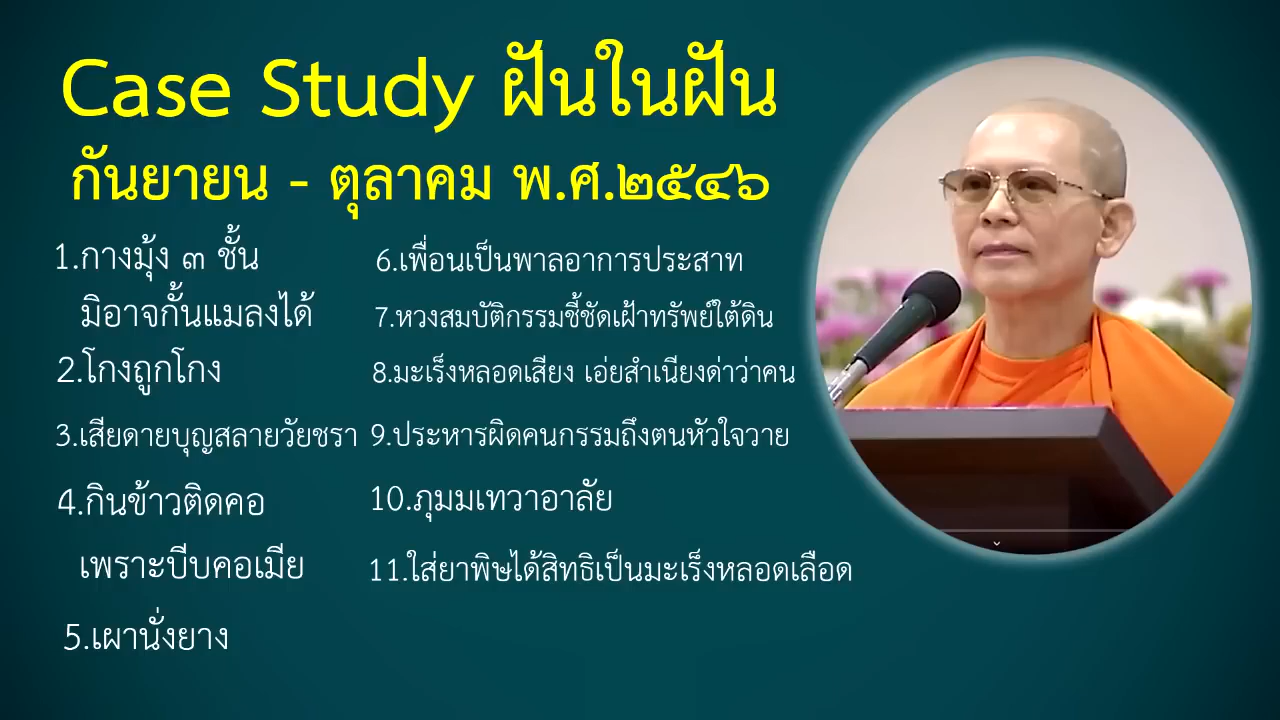 Case Study ฝันในฝัน
กันยายน - ตุลาคม พ.ศ.๒๕๔๖
1.กางมุ้ง ๓ ชั้น
มิอาจกั้นแมลงได้
2.โกงถูกโกง
3.เสียดายบุญสลายวัยชรา
4.กินข้าวติดคอ
เพราะบีบคอเมีย
5.เผานั่งยาง
6.เพื่อนเป็นพาลอาการประสาท
7.หวงสมบัติกรรมชี้ชัดเฝ้าทรัพย์ใต้ดิน
8.มะเร็งหลอดเสียง เอ่ยสำเนียงด่าว่าคน
9.ประหารผิดคนกรรมถึงตนหัวใจวาย
10.ภุมมเทวาอาลัย
11.ใส่ยาพิษได้สิทธิเป็นมะเร็งหลอดเลือด